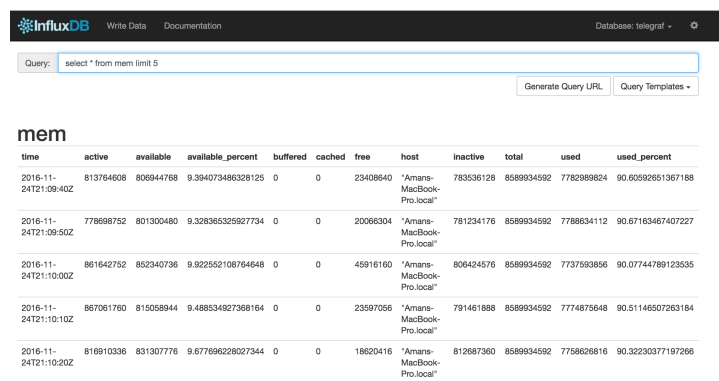 InfluxDB Write Data Documentation Database: telegraf
Query: select * from mem limit 5
Generate Query URL Query Templates
mem
time active available available_percent buffered cached free host inactive total used used_percent
2016-11-24T21:09:40Z 813764608 806944768 9.394073486328125 0 0 23408640 "Amans-MacBook-Pro.local" 783536128 8589934592 7782989824 90.60592651367188
2016-11-24T21:09:50Z 778698752 801300480 9.328365325927734 0 0 20066304 "Amans-MacBook-Pro.local" 781234176 8589934592 7788634112 90.67163467407227
2016-11-24T21:10:00Z 861642752 852340736 9.922552108764648 0 0 45916160 "Amans-MacBook-Pro.local" 806424576 8589934592 7737593856 90.07744789123535
2016-11-24T21:10:10Z 867061760 815058944 9.488534927368164 0 0 23597056 "Amans-MacBook-Pro.local" 791461888 8589934592 7774875648 90.51146507263184
2016-11-24T21:10:20Z 816910336 831307776 9.677696228027344 0 0 18620416 "Amans-MacBook-Pro.local" 812687360 8589934592 7758626816 90.32230377197266